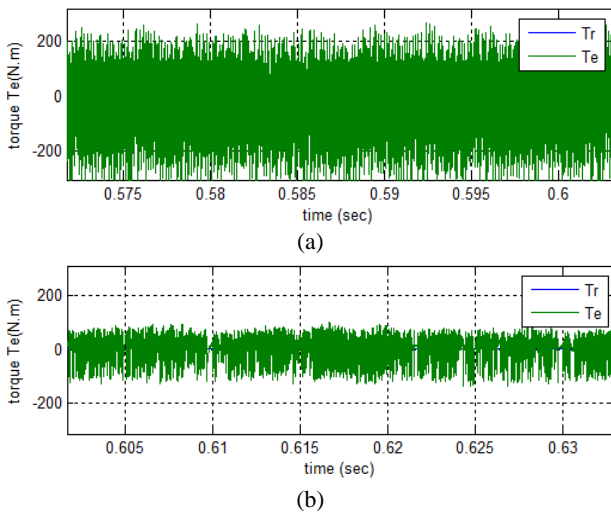 torque Te(N.m)
200
0
-200
Tr
Te
0.575 0.58 0.585 0.59 0.595 0.6
time (sec)
(a)
torque Te(N.m)
200
0
-200
Tr
Te
0.605 0.61 0.615 0.62 0.625 0.63
time (sec)
(b)